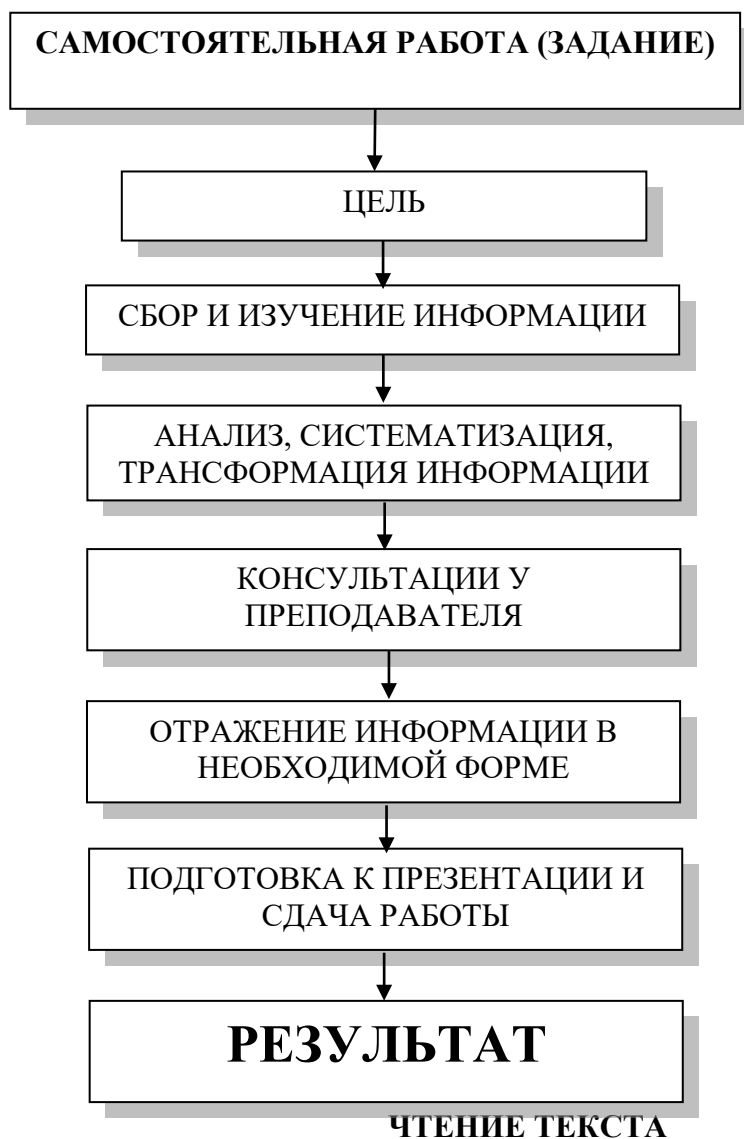 САМОСТОЯТЕЛЬНАЯ РАБОТА (ЗАДАНИЕ)
ЦЕЛЬ
СБОР И ИЗУЧЕНИЕ ИНФОРМАЦИИ
АНАЛИЗ, СИСТЕМАТИЗАЦИЯ,
ТРАНСФОРМАЦИЯ ИНФОРМАЦИИ
КОНСУЛЬТАЦИИ У
ПРЕПОДАВАТЕЛЯ
ОТРАЖЕНИЕ ИНФОРМАЦИИ В
НЕОБХОДИМОЙ ФОРМЕ
ПОДГОТОВКА К ПРЕЗЕНТАЦИИ И
СДАЧА РАБОТЫ
РЕЗУЛЬТАТ
ЧТЕНИЕ ТЕКСТА